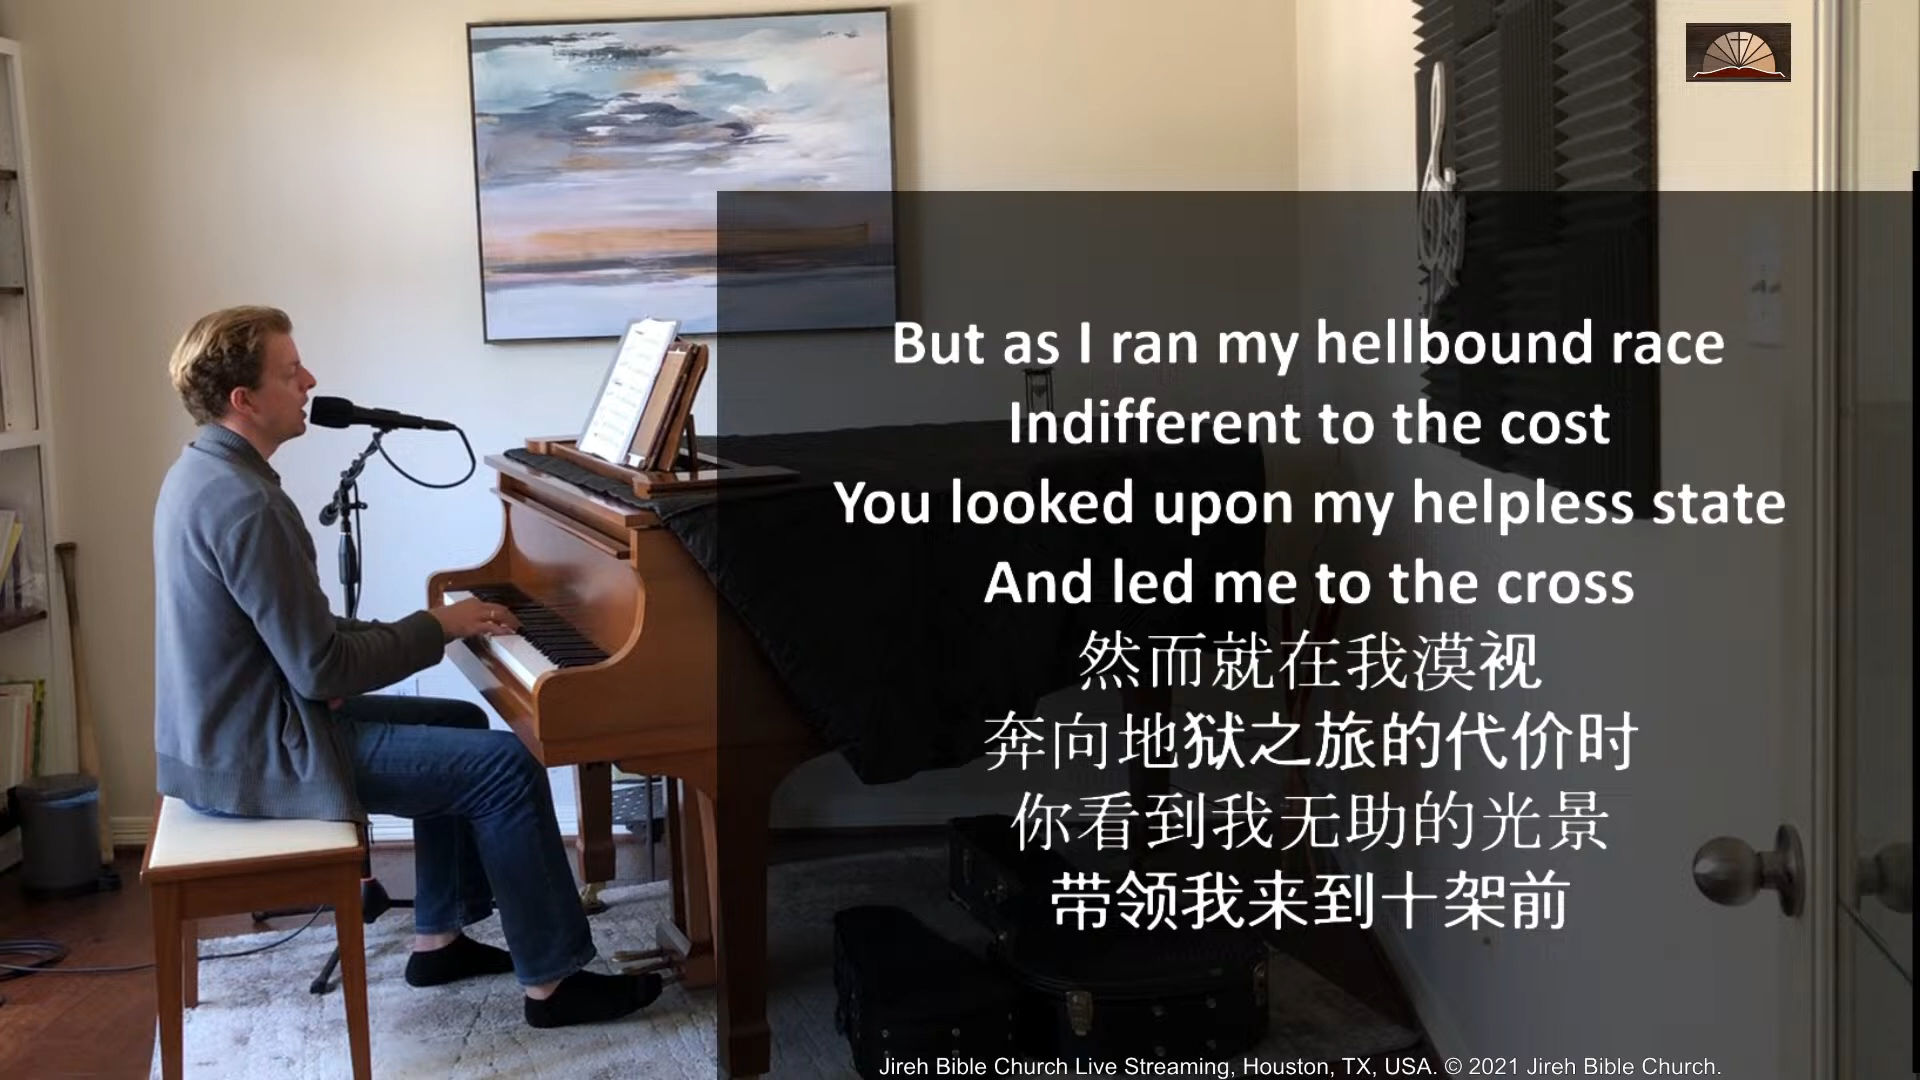 But as I ran my hellbound race
Indifferent to the cost
You looked upon my helpless state
And led me to the cross
然而就在我漠视
奔向地狱之旅的代价时
你看到我无助的光景
带领我来到十架前
Jireh Bible Church Live Streaming, Houston, TX, USA. © 2021 Jireh Bible Church.